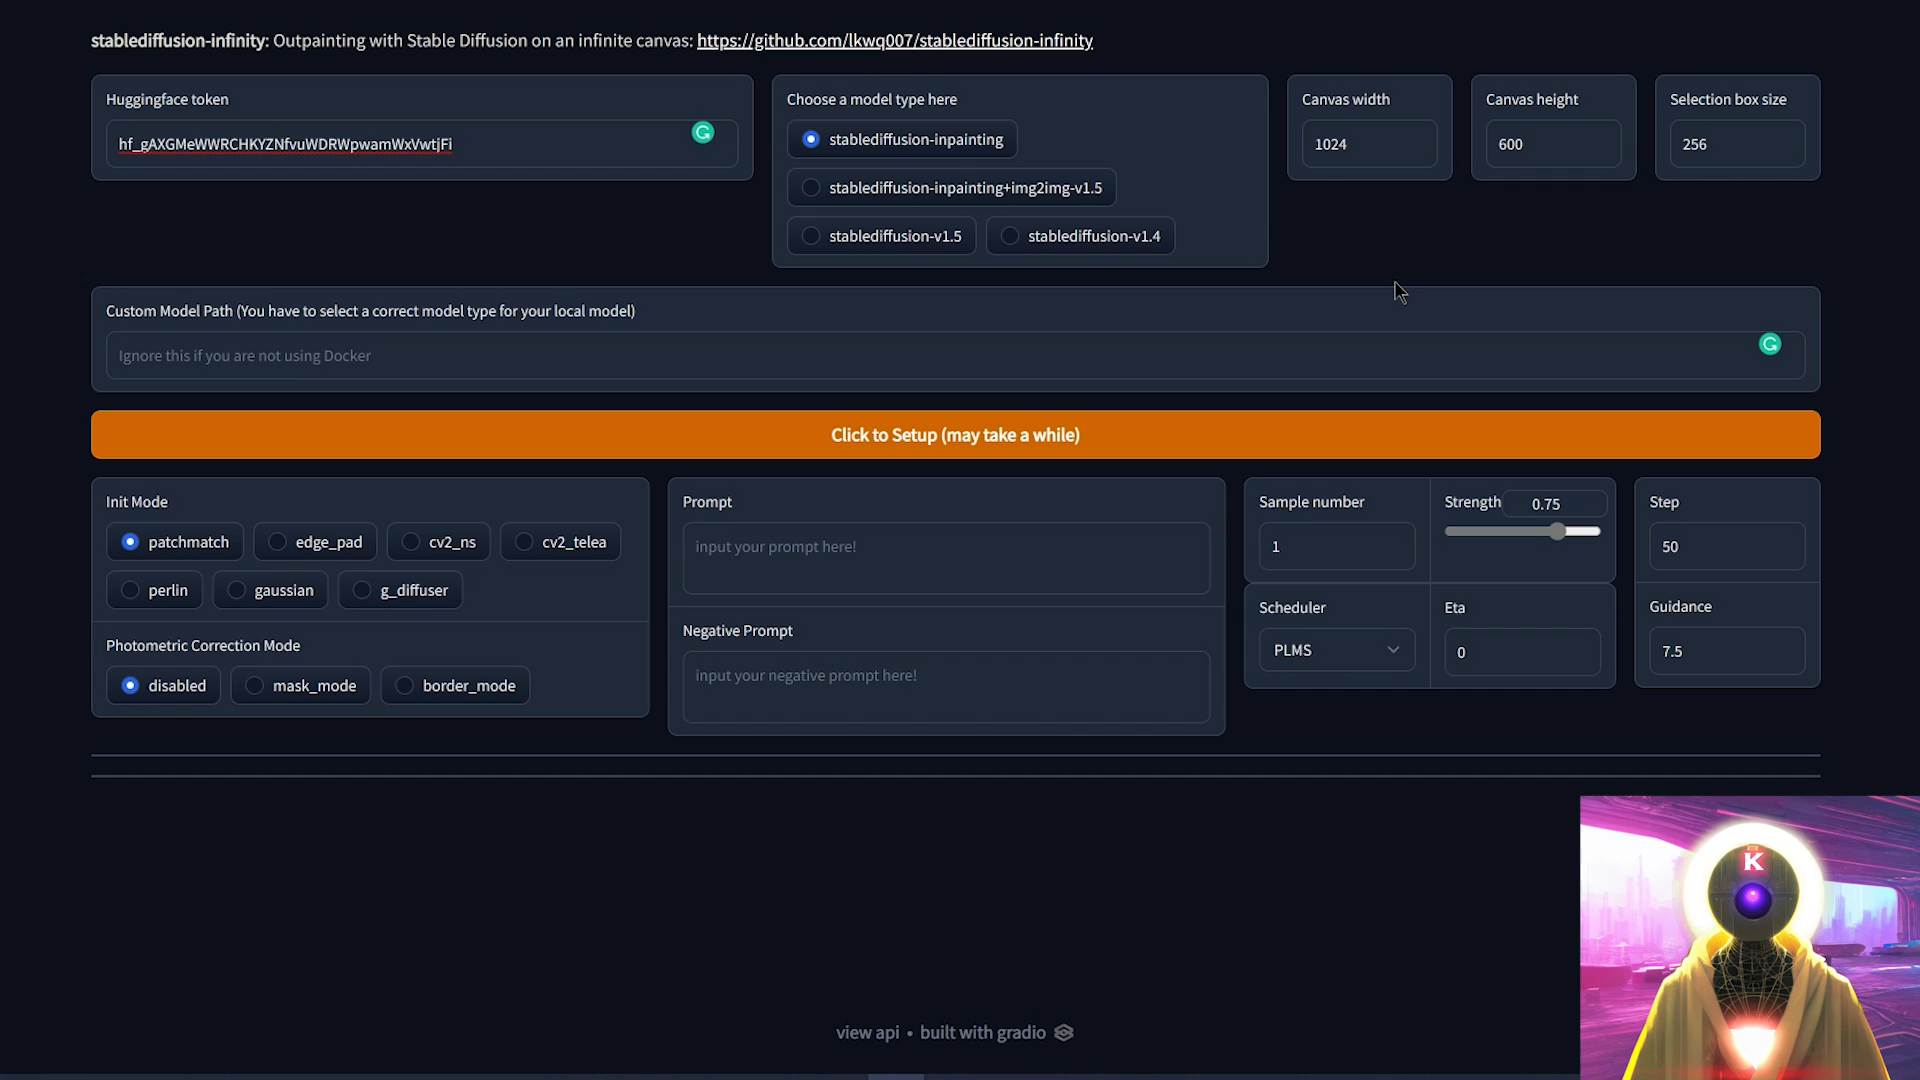 stablediffusion-infinity: Outpainting with Stable Diffusion on an infinite canvas: https://github.com/lkwq007/stablediffusion-infinity
Huggingface token
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
Choose a model type here
stablediffusion-inpainting
stablediffusion-inpainting+img2img-v1.5
stablediffusion-v1.5
stablediffusion-v1.4
Canvas width
1024
Canvas height
600
Selection box size
256
Custom Model Path (You have to select a correct model type for your local model)
Ignore this if you are not using Docker
Click to Setup (may take a while)
Init Mode
patchmatch
edge_pad
cv2_ns
cv2_telea
perlin
gaussian
g_diffuser
Photometric Correction Mode
disabled
mask_mode
border_mode
Prompt
input your prompt here!
Negative Prompt
input your negative prompt here!
Sample number
1
Strength
0.75
Scheduler
PLMS
Eta
0
Step
50
Guidance
7.5
view api • built with gradio
K